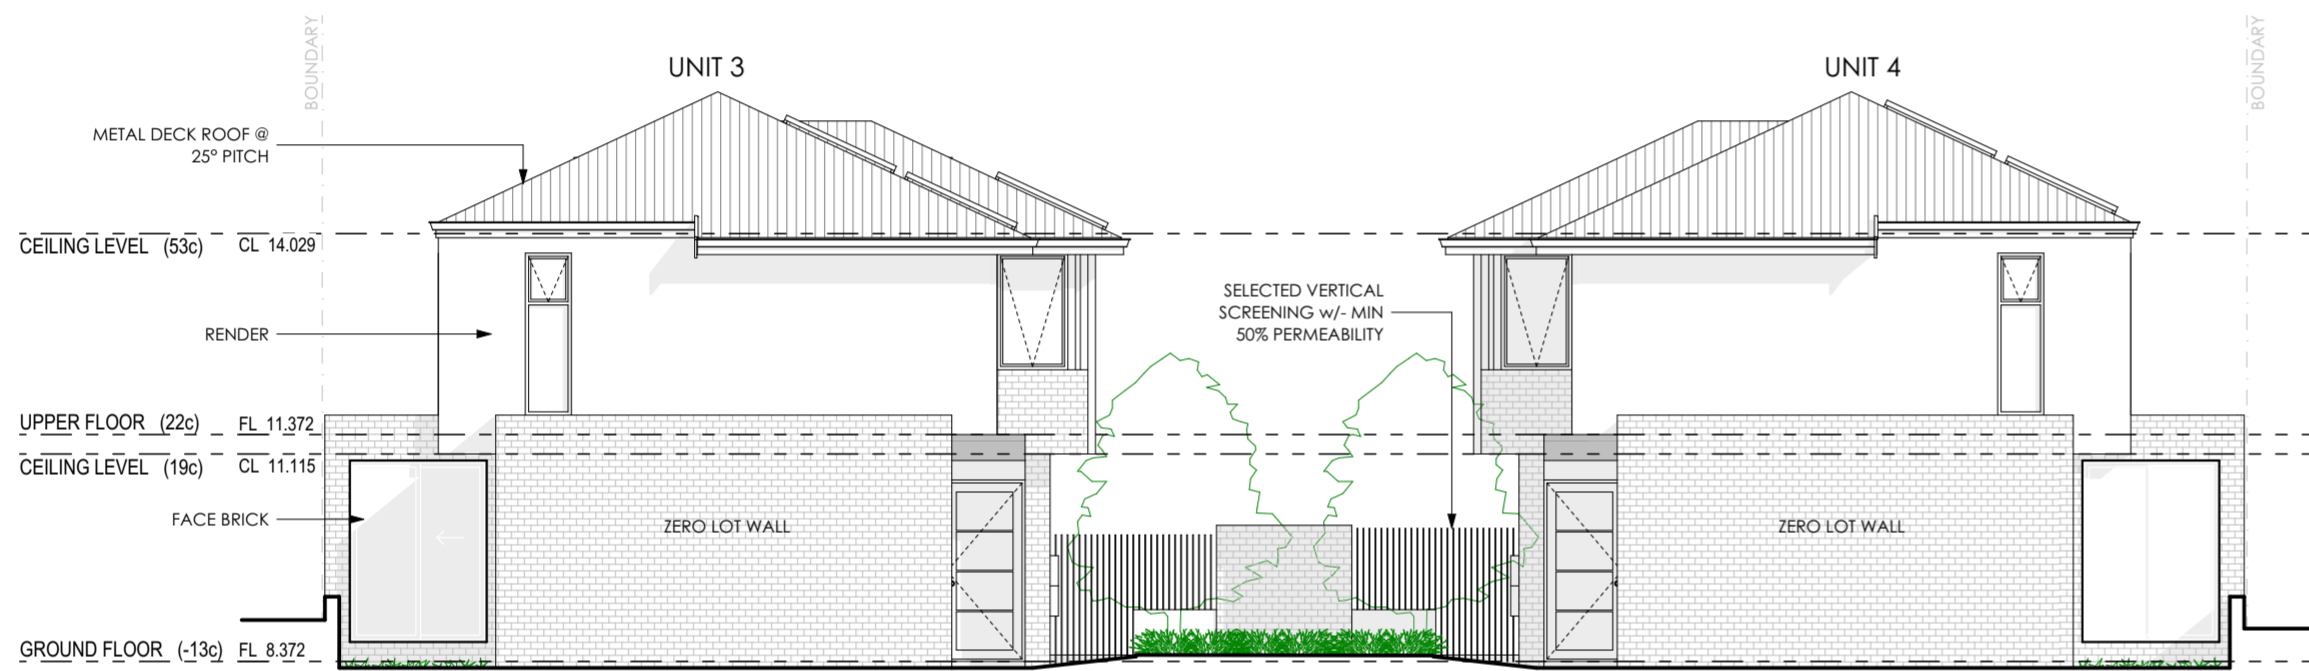 BOUNDARY
UNIT 3
UNIT 4
BOUNDARY
METAL DECK ROOF @
25° PITCH
CEILING LEVEL (53c) CL 14.029
SELECTED VERTICAL
SCREENING w/- MIN
50% PERMEABILITY
RENDER
UPPER FLOOR (22c) FL 11.372
CEILING LEVEL (19c) CL 11.115
FACE BRICK
ZERO LOT WALL
ZERO LOT WALL
GROUND FLOOR (-13c) FL 8.372